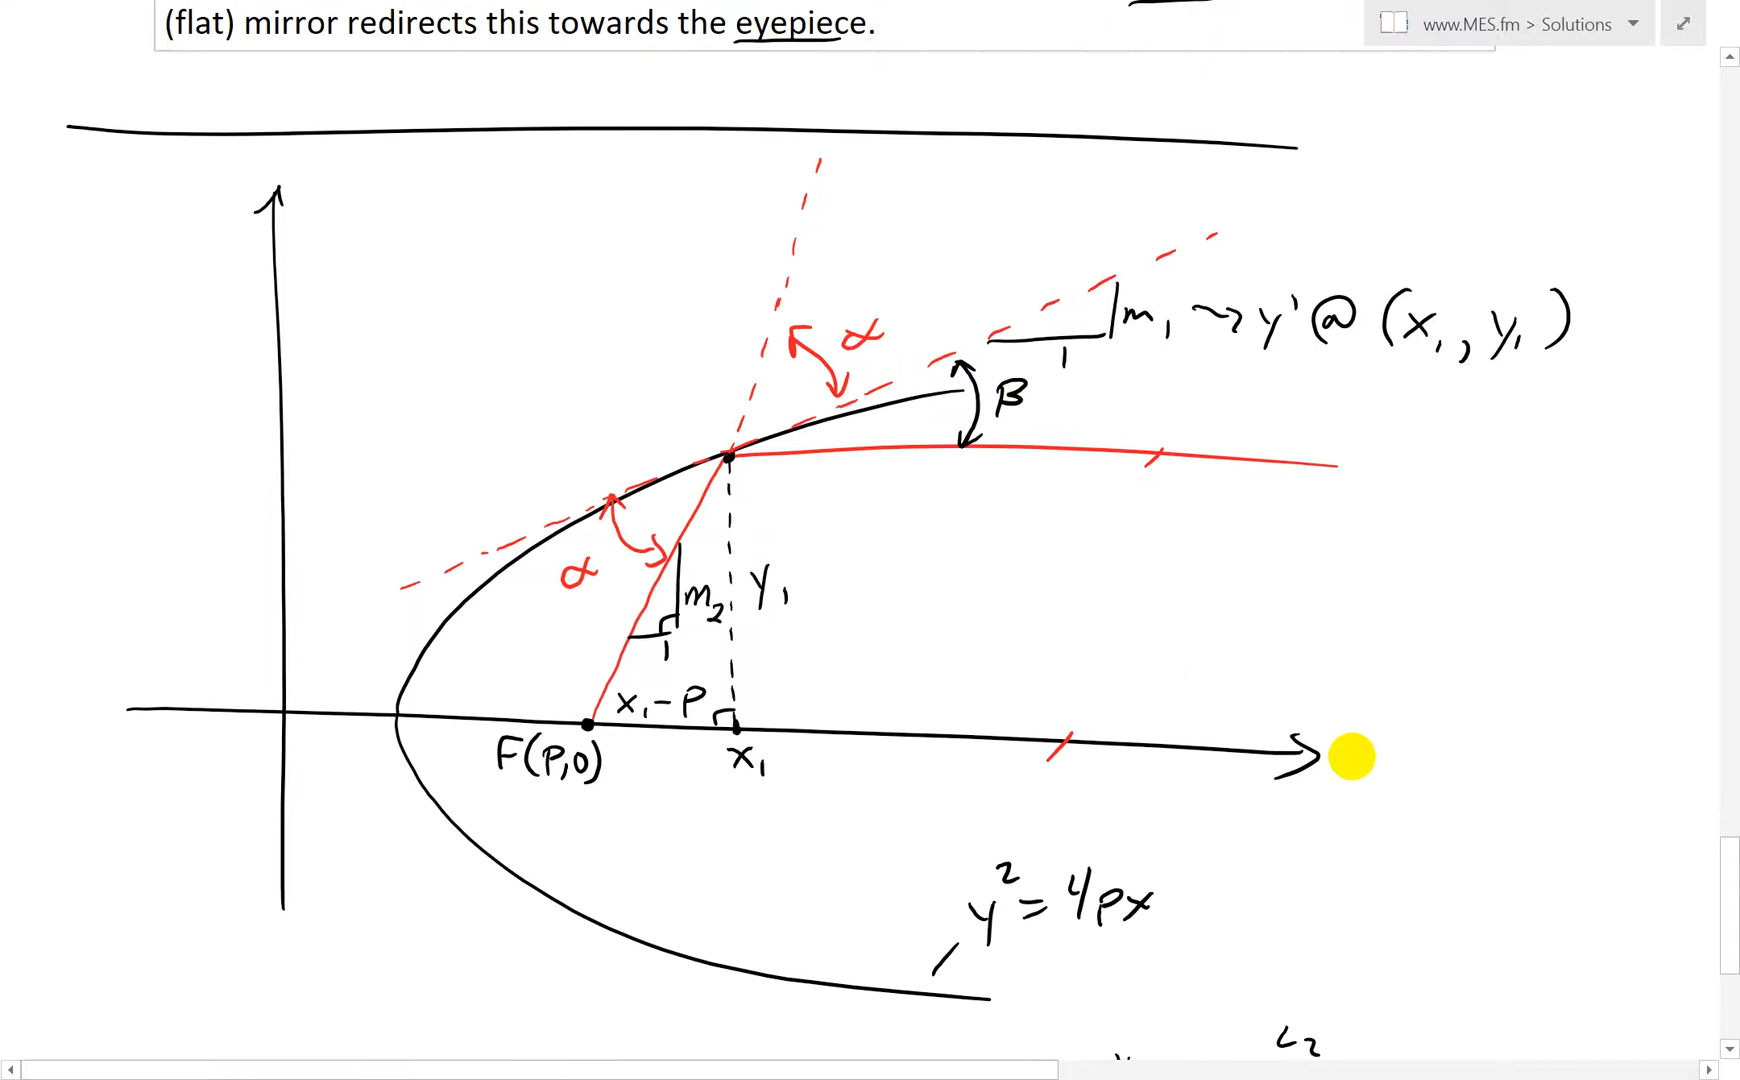 (flat) mirror redirects this towards the eyepiece.
www.MES.fm > Solutions
α
m₁ ⇝ y' @ (x₁, y₁)
1
β
α
m₂
y₁
1
x₁ - P
F(P,0)
x₁
y² = 4px